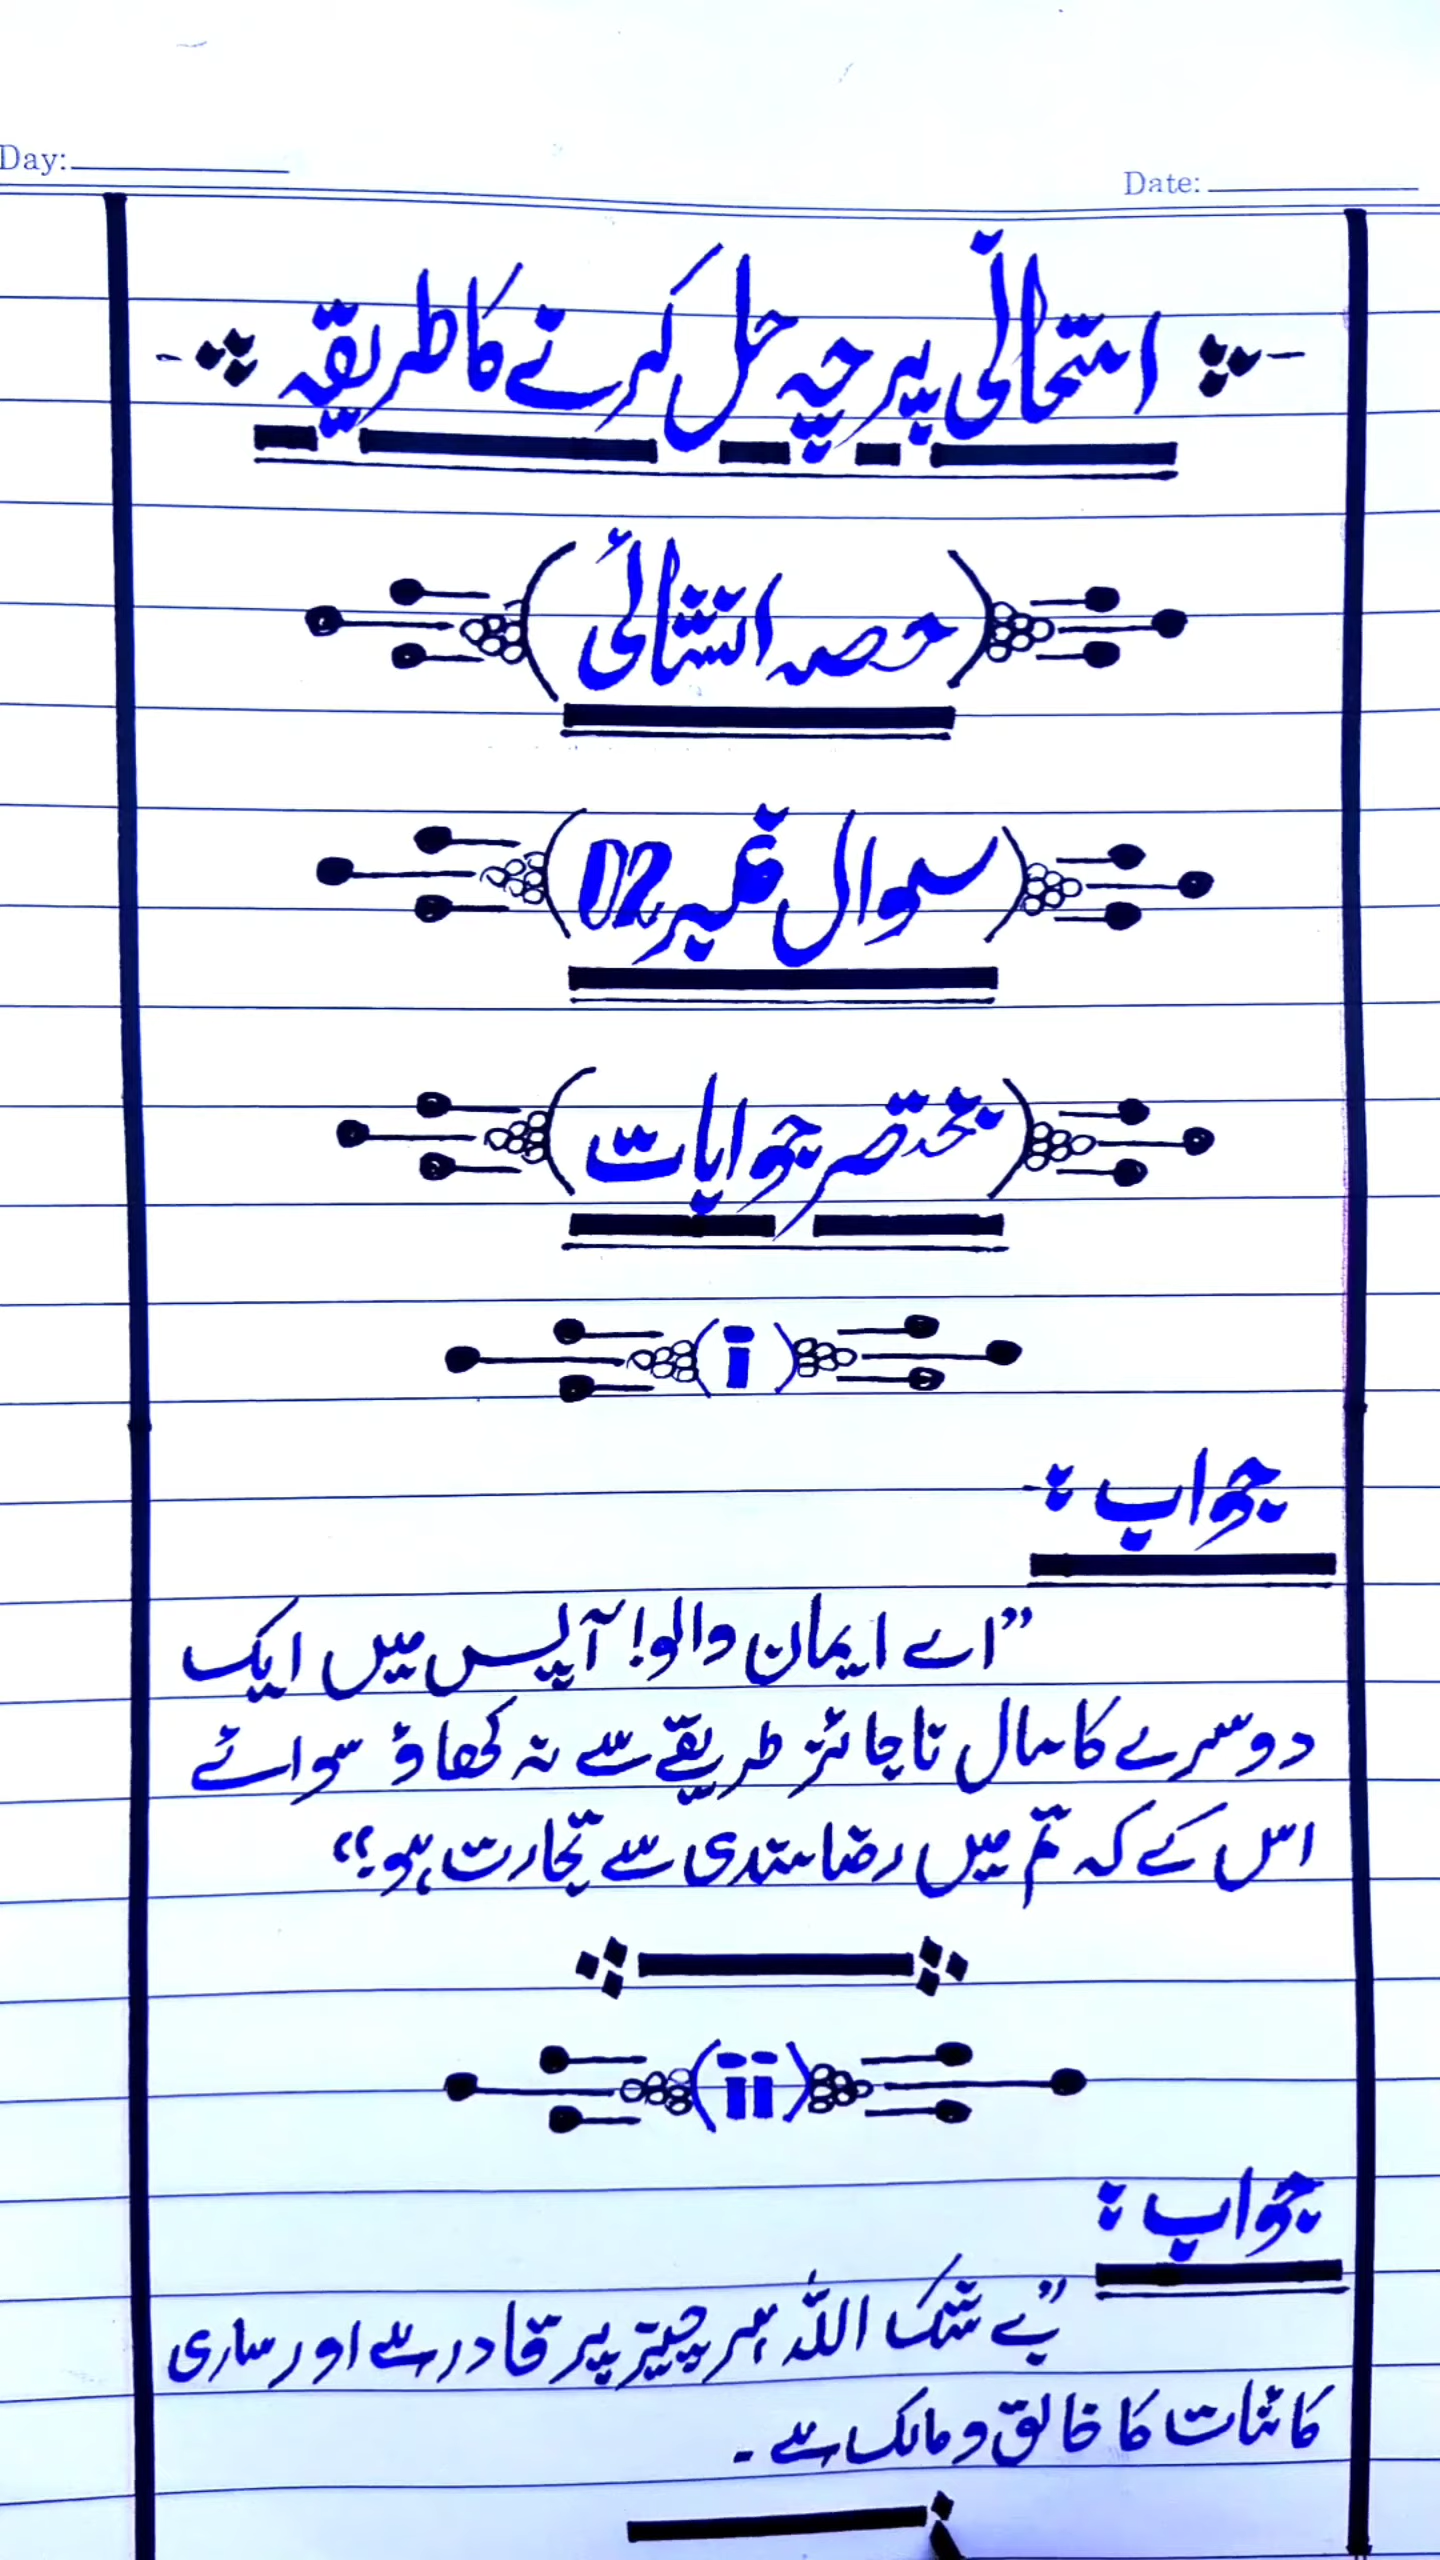 Day:
Date:
امتحانی پرچہ حل کرنے کا طریقہ
(حصہ انشائی)
(سوال نمبر 02)
(مختصر جوابات)
(i)
جواب :-
”اے ایمان والو! آپس میں ایک
دوسرے کا مال ناجائز طریقے سے نہ کھاؤ سوائے
اس کے کہ تم میں رضامندی سے تجارت ہو۔“
(ii)
جواب :
”بے شک اللہ ہر چیز پر قادر ہے اور ساری
کائنات کا خالق و مالک ہے ۔